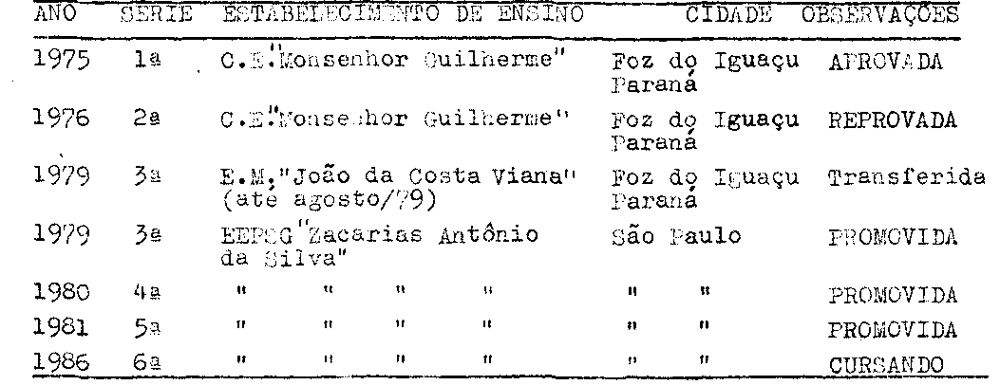 ANO SÉRIE ESTABELECIMENTO DE ENSINO CIDADE OBSERVAÇÕES
1975 1ª C.E."Monsenhor Guilherme" Foz do Iguaçu APROVADA
Paraná
1976 2ª C.E."Monsenhor Guilherme" Foz do Iguaçu REPROVADA
Paraná
1979 3ª E.M."João da Costa Viana" Foz do Iguaçu Transferida
(até agosto/79) Paraná
1979 3ª EEPSG "Zacarias Antônio São Paulo PROMOVIDA
da Silva"
1980 4ª " " " " " " PROMOVIDA
1981 5ª " " " " " " PROMOVIDA
1986 6ª " " " " " " CURSANDO